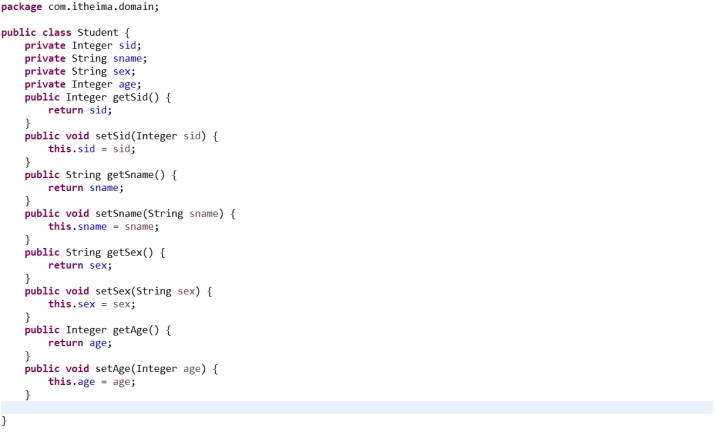 package com.itheima.domain;
public class Student {
    private Integer sid;
    private String sname;
    private String sex;
    private Integer age;
    public Integer getSid() {
        return sid;
    }
    public void setSid(Integer sid) {
        this.sid = sid;
    }
    public String getSname() {
        return sname;
    }
    public void setSname(String sname) {
        this.sname = sname;
    }
    public String getSex() {
        return sex;
    }
    public void setSex(String sex) {
        this.sex = sex;
    }
    public Integer getAge() {
        return age;
    }
    public void setAge(Integer age) {
        this.age = age;
    }
}